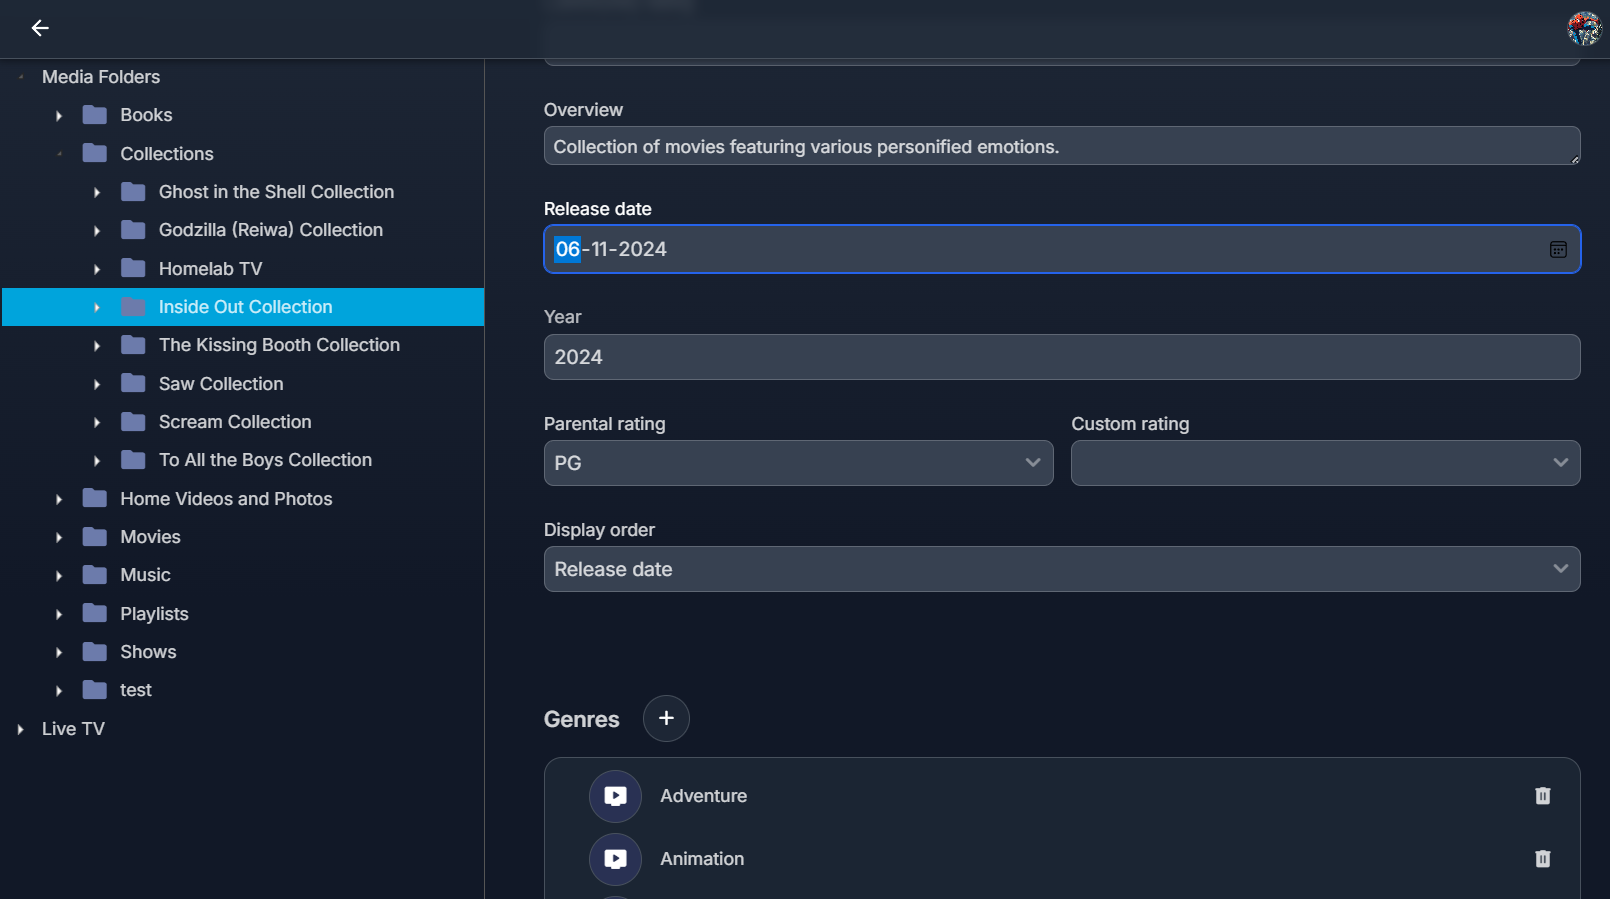 Media Folders
Books
Collections
Ghost in the Shell Collection
Godzilla (Reiwa) Collection
Homelab TV
Inside Out Collection
The Kissing Booth Collection
Saw Collection
Scream Collection
To All the Boys Collection
Home Videos and Photos
Movies
Music
Playlists
Shows
test
Live TV
Overview
Collection of movies featuring various personified emotions.
Release date
06-11-2024
Year
2024
Parental rating
Custom rating
PG
Display order
Release date
Genres
Adventure
Animation